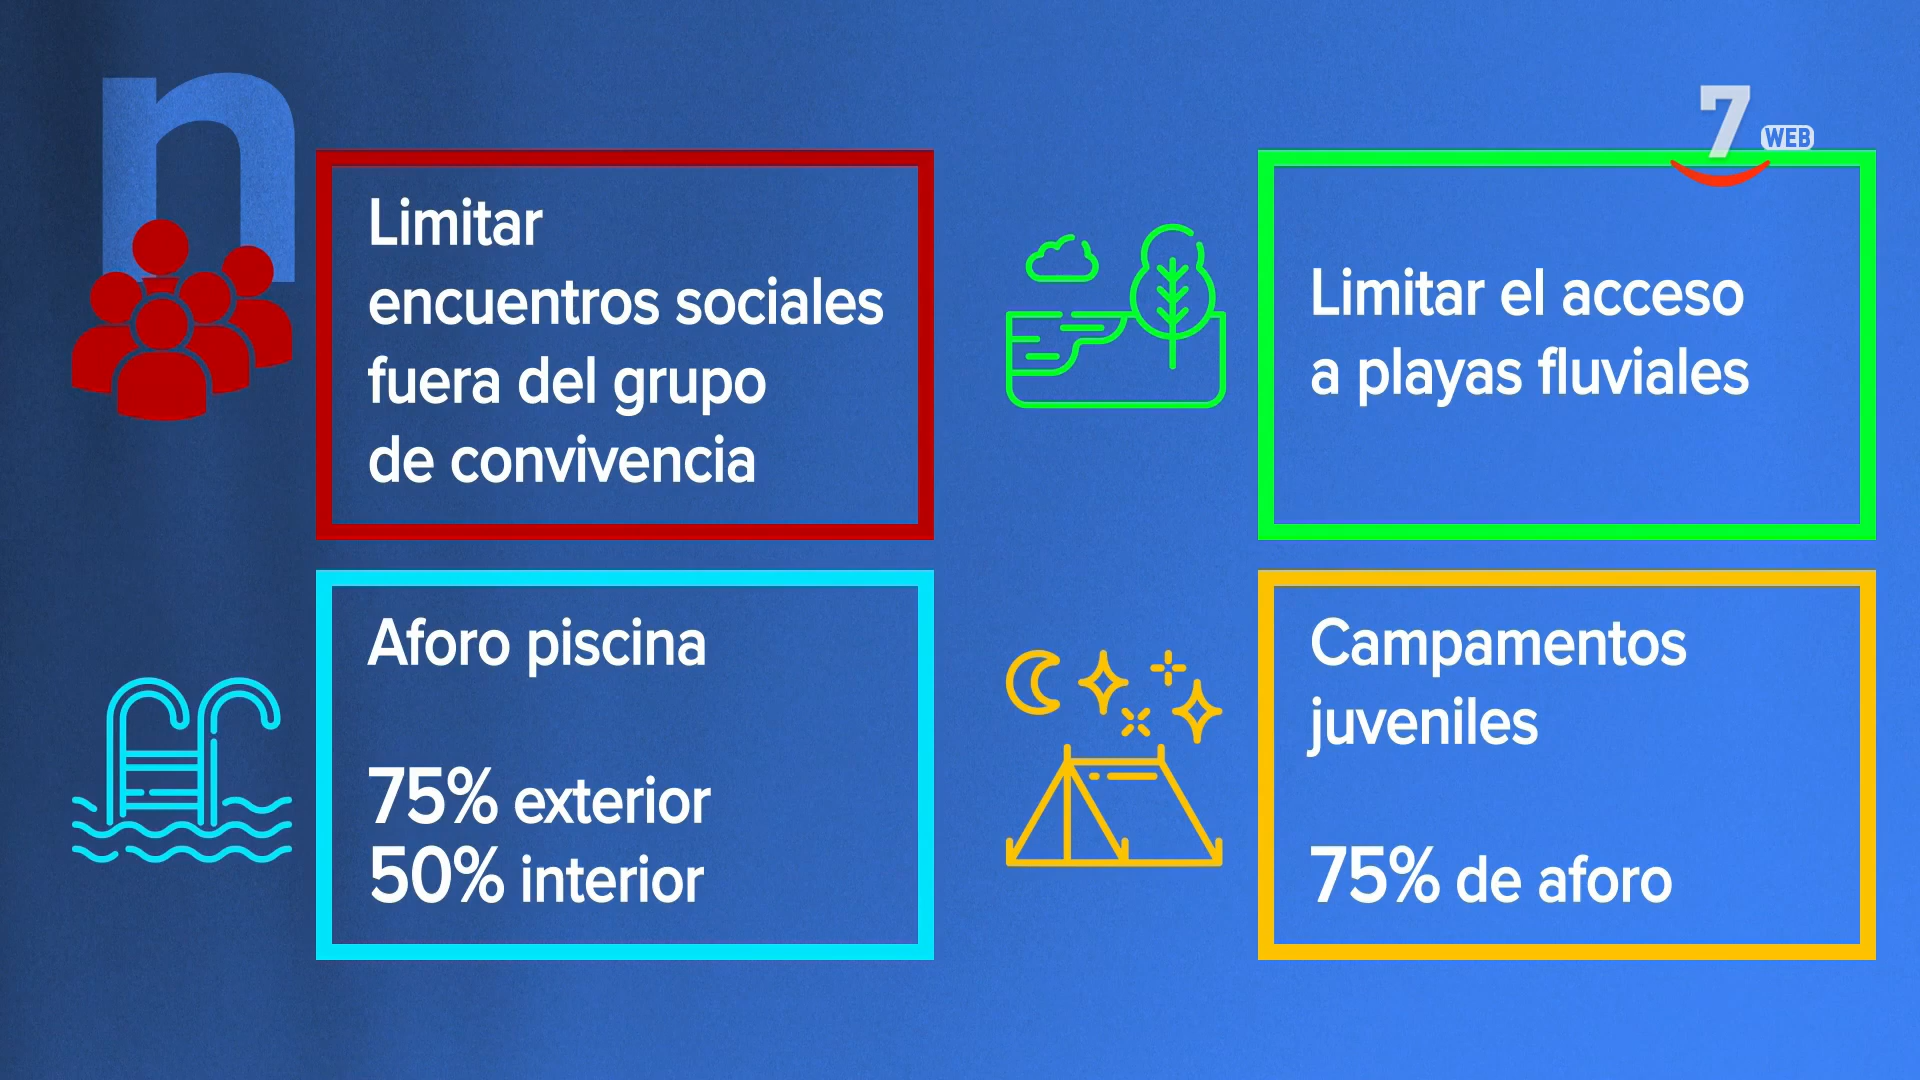 n
7 WEB
Limitar
encuentros sociales
fuera del grupo
de convivencia
Limitar el acceso
a playas fluviales
Aforo piscina
75% exterior
50% interior
Campamentos
juveniles
75% de aforo